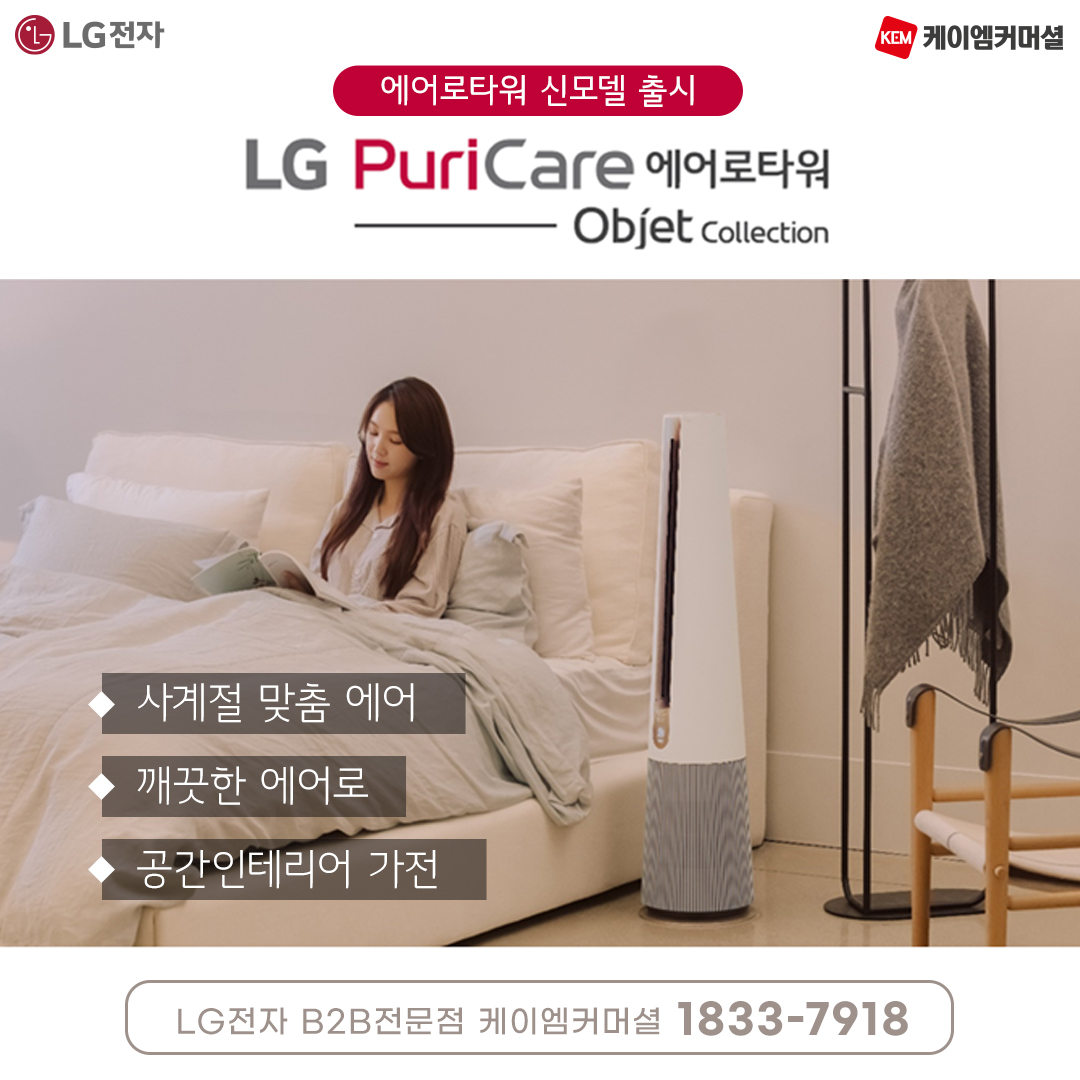 LG전자
KEM 케이엠커머셜
에어로타워 신모델 출시
LG PuriCare 에어로타워
Objet Collection
사계절 맞춤 에어
깨끗한 에어로
공간인테리어 가전
LG전자 B2B전문점 케이엠커머셜 1833-7918